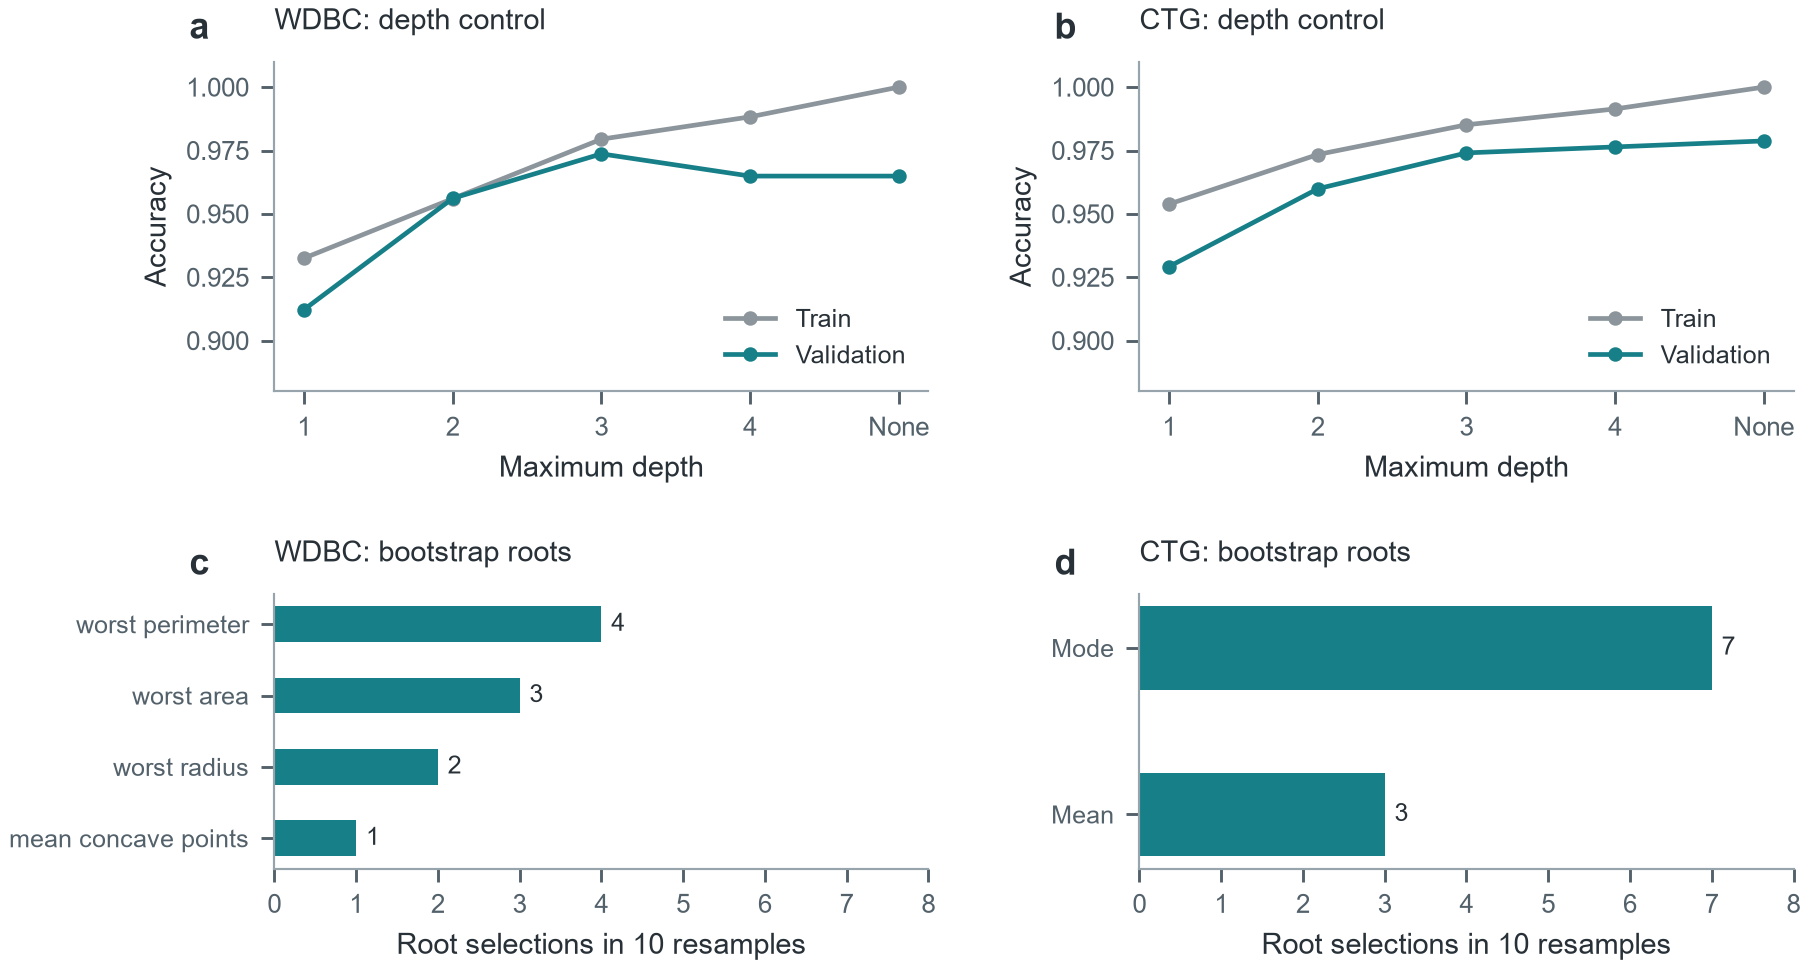 a WDBC: depth control
1.000
0.975
0.950
0.925
0.900
Accuracy
Train
Validation
1 2 3 4 None
Maximum depth
b CTG: depth control
1.000
0.975
0.950
0.925
0.900
Accuracy
Train
Validation
1 2 3 4 None
Maximum depth
c WDBC: bootstrap roots
worst perimeter 4
worst area 3
worst radius 2
mean concave points 1
0 1 2 3 4 5 6 7 8
Root selections in 10 resamples
d CTG: bootstrap roots
Mode 7
Mean 3
0 1 2 3 4 5 6 7 8
Root selections in 10 resamples